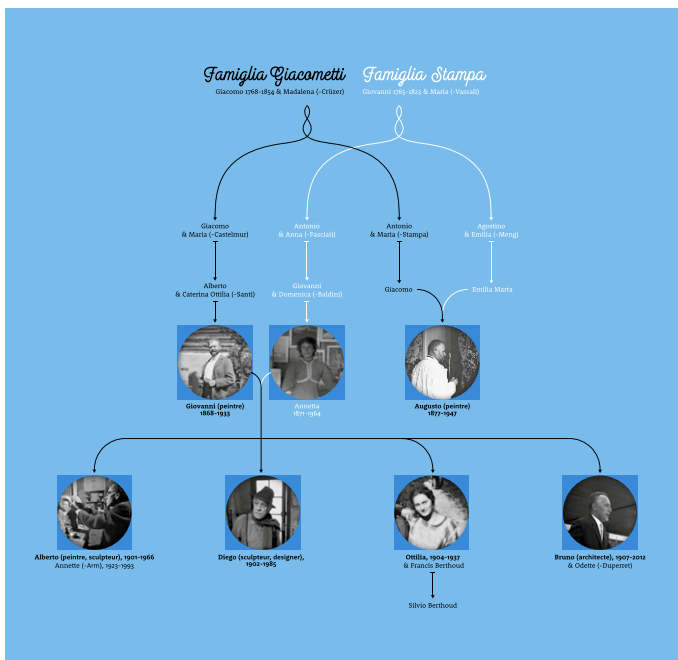 Famiglia Giacometti
Giacomo 1768-1854 & Madalena (-Crüzer)
Famiglia Stampa
Giovanni 1765-1823 & Maria (-Vassali)
Giacomo
& Maria (-Castelmur)
Antonio
& Anna (-Fasciati)
Antonio
& Maria (-Stampa)
Agostino
& Emilia (-Meng)
Alberto
& Caterina Ottilia (-Santi)
Giovanni
& Domenica (-Baldini)
Giacomo
Emilia Marta
Giovanni (peintre)
1868-1933
Annetta
1871-1964
Augusto (peintre)
1877-1947
Alberto (peintre, sculpteur), 1901-1966
Annette (-Arm), 1923-1993
Diego (sculpteur, designer),
1902-1985
Ottilia, 1904-1937
& Francis Berthoud
Bruno (architecte), 1907-2012
& Odette (-Duperret)
Silvio Berthoud